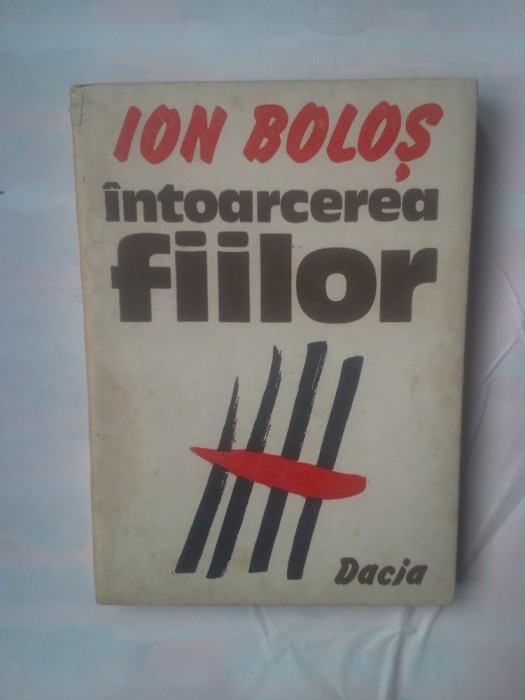 ION BOLOȘ
întoarcerea
fiilor
Dacia